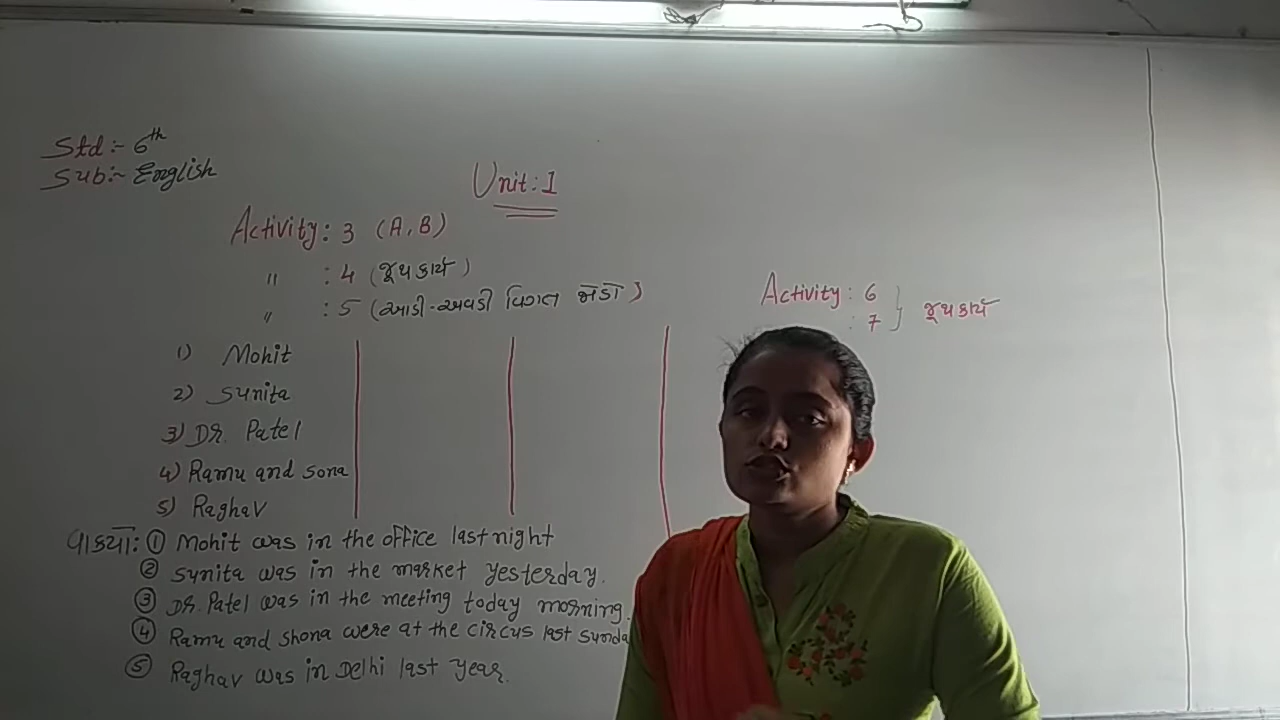 Std :- 6th
Sub :- English
Unit : 1
Activity : 3 (A, B)
" : 4 (જૂથ કાર્ય)
" : 5 (આડી-અવડી વિગત જોડો)
Activity : 6
: 7 } જૂથકાર્ય
1) Mohit
2) Sunita
3) DR. Patel
4) Ramu and Sona
5) Raghav
વાક્યો: ① Mohit was in the office last night
② Sunita was in the market yesterday.
③ DR. Patel was in the meeting today morning.
④ Ramu and Shona were at the circus last Sunda
⑤ Raghav was in Delhi last year.